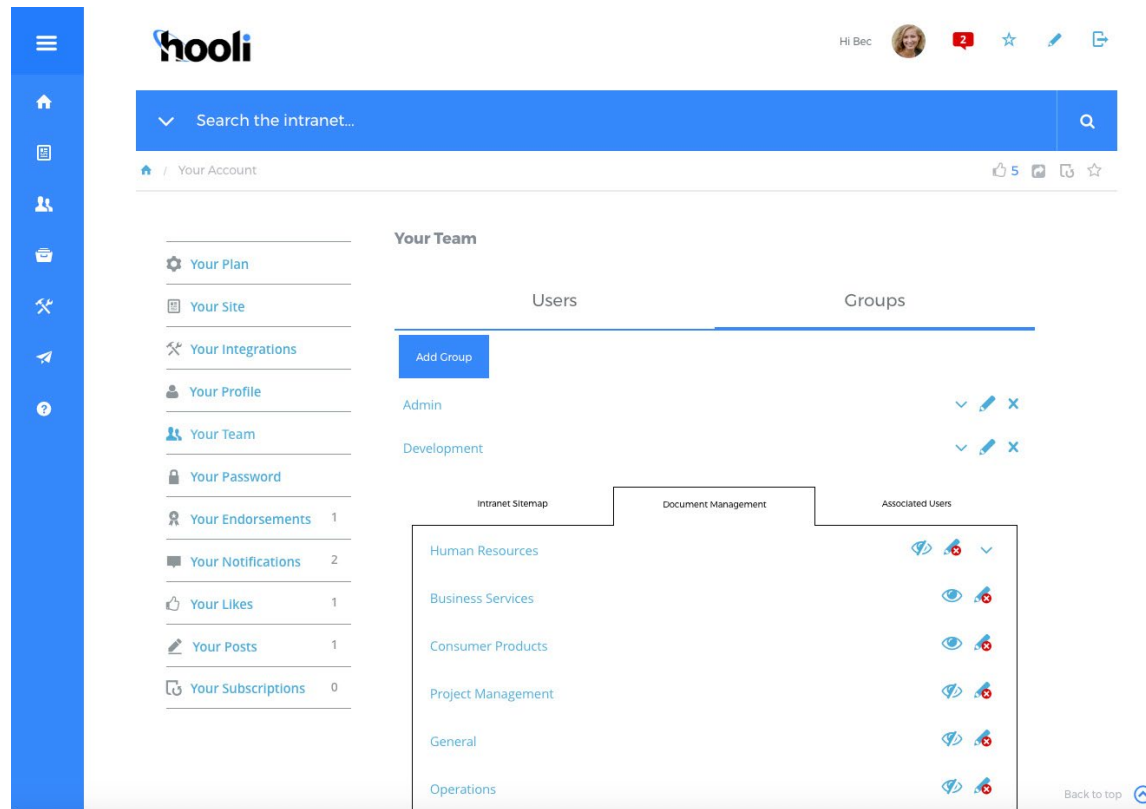 hooli
Hi Bec
2
Search the intranet...
/ Your Account
5
Your Plan
Your Site
Your Integrations
Your Profile
Your Team
Your Password
Your Endorsements 1
Your Notifications 2
Your Likes 1
Your Posts 1
Your Subscriptions 0
Your Team
Users Groups
Add Group
Admin
Development
Intranet Sitemap Document Management Associated Users
Human Resources
Business Services
Consumer Products
Project Management
General
Operations
Back to top